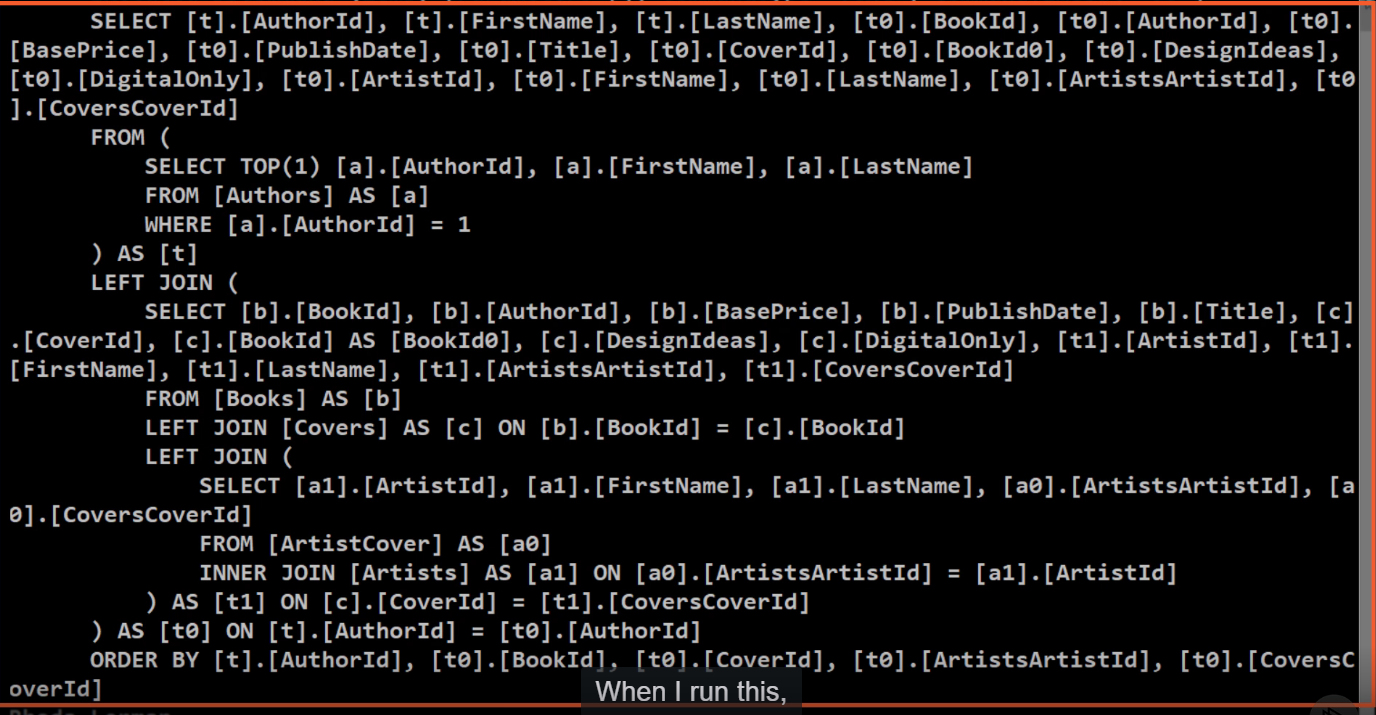 SELECT [t].[AuthorId], [t].[FirstName], [t].[LastName], [t0].[BookId], [t0].[AuthorId], [t0].
[BasePrice], [t0].[PublishDate], [t0].[Title], [t0].[CoverId], [t0].[BookId0], [t0].[DesignIdeas],
[t0].[DigitalOnly], [t0].[ArtistId], [t0].[FirstName], [t0].[LastName], [t0].[ArtistsArtistId], [t0
].[CoversCoverId]
FROM (
SELECT TOP(1) [a].[AuthorId], [a].[FirstName], [a].[LastName]
FROM [Authors] AS [a]
WHERE [a].[AuthorId] = 1
) AS [t]
LEFT JOIN (
SELECT [b].[BookId], [b].[AuthorId], [b].[BasePrice], [b].[PublishDate], [b].[Title], [c]
.[CoverId], [c].[BookId] AS [BookId0], [c].[DesignIdeas], [c].[DigitalOnly], [t1].[ArtistId], [t1].
[FirstName], [t1].[LastName], [t1].[ArtistsArtistId], [t1].[CoversCoverId]
FROM [Books] AS [b]
LEFT JOIN [Covers] AS [c] ON [b].[BookId] = [c].[BookId]
LEFT JOIN (
SELECT [a1].[ArtistId], [a1].[FirstName], [a1].[LastName], [a0].[ArtistsArtistId], [a
0].[CoversCoverId]
FROM [ArtistCover] AS [a0]
INNER JOIN [Artists] AS [a1] ON [a0].[ArtistsArtistId] = [a1].[ArtistId]
) AS [t1] ON [c].[CoverId] = [t1].[CoversCoverId]
) AS [t0] ON [t].[AuthorId] = [t0].[AuthorId]
ORDER BY [t].[AuthorId], [t0].[BookId], [t0].[CoverId], [t0].[ArtistsArtistId], [t0].[CoversC
overId]
When I run this,